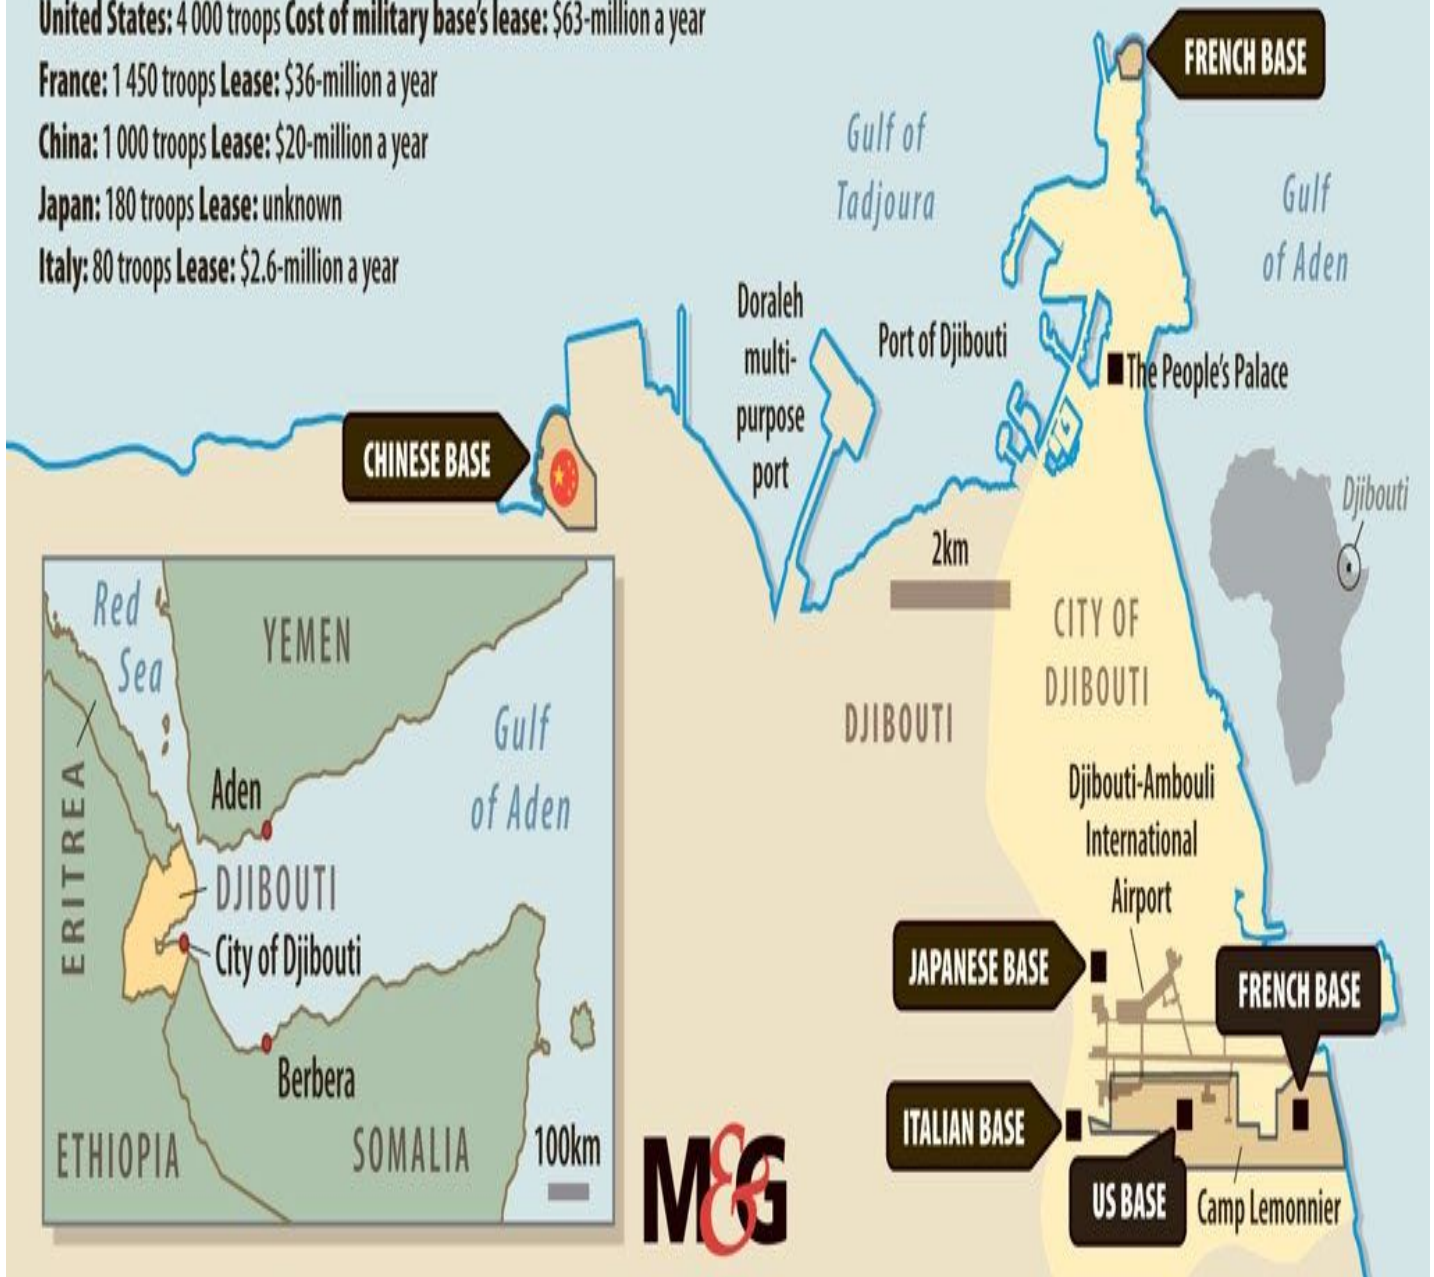 United States: 4 000 troops Cost of military base's lease: $63-million a year
France: 1 450 troops Lease: $36-million a year
China: 1 000 troops Lease: $20-million a year
Japan: 180 troops Lease: unknown
Italy: 80 troops Lease: $2.6-million a year
FRENCH BASE
Gulf of
Tadjoura
Gulf
of Aden
Doraleh
multi-
purpose
port
Port of Djibouti
The People's Palace
CHINESE BASE
Djibouti
2km
CITY OF
DJIBOUTI
DJIBOUTI
Djibouti-Ambouli
International
Airport
JAPANESE BASE
FRENCH BASE
ITALIAN BASE
US BASE
Camp Lemonnier
Red
Sea
YEMEN
Gulf
of Aden
Aden
ERITREA
DJIBOUTI
City of Djibouti
Berbera
ETHIOPIA
SOMALIA
100km
M&G